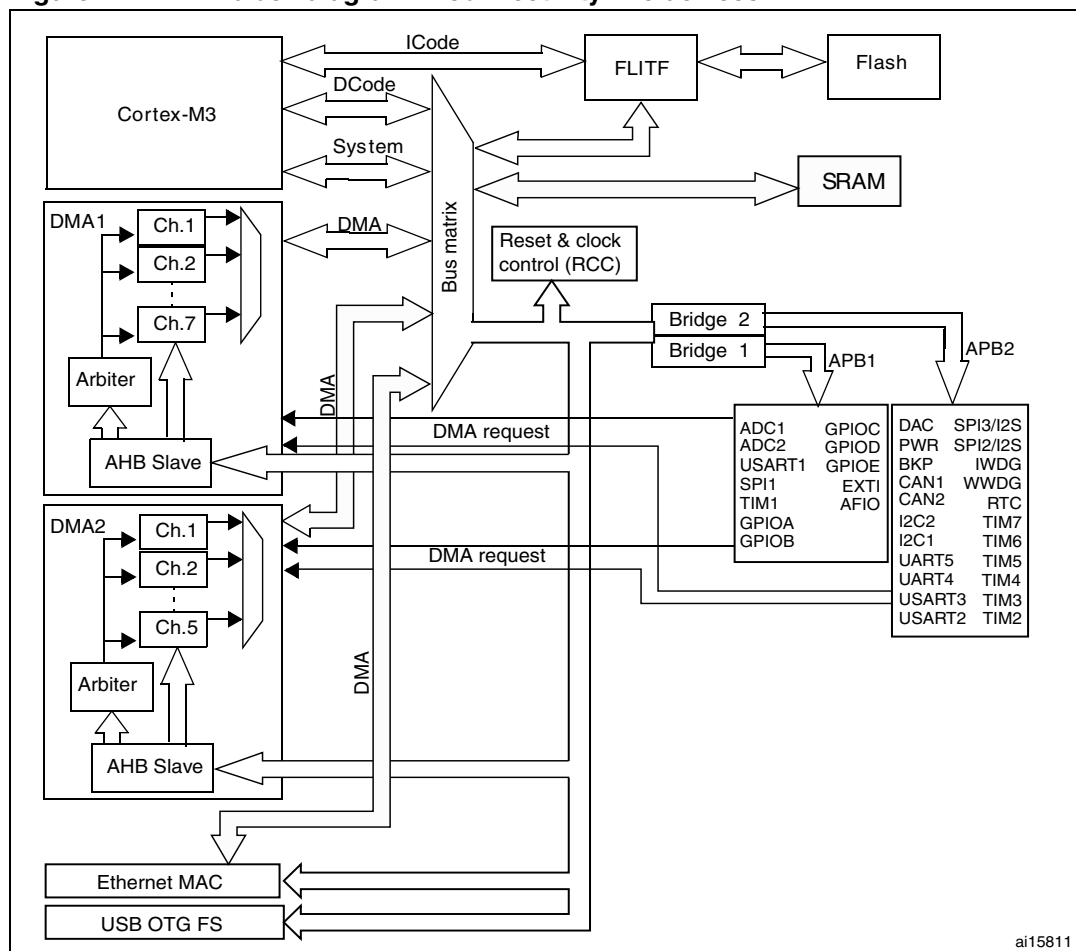 ICode
FLITF
Flash
DCode
Cortex-M3
System
SRAM
DMA1
Ch.1
DMA
Bus matrix
Reset & clock
control (RCC)
Ch.2
Ch.7
Bridge 2
Bridge 1
APB1
APB2
Arbiter
DMA
DMA request
AHB Slave
ADC1 GPIOC
ADC2 GPIOD
USART1 GPIOE
SPI1 EXTI
TIM1 AFIO
GPIOA
GPIOB
DAC SPI3/I2S
PWR SPI2/I2S
BKP IWDG
CAN1 WWDG
CAN2 RTC
I2C2 TIM7
I2C1 TIM6
UART5 TIM5
UART4 TIM4
USART3 TIM3
USART2 TIM2
DMA2
Ch.1
DMA request
Ch.2
Ch.5
Arbiter
DMA
AHB Slave
Ethernet MAC
USB OTG FS
ai15811